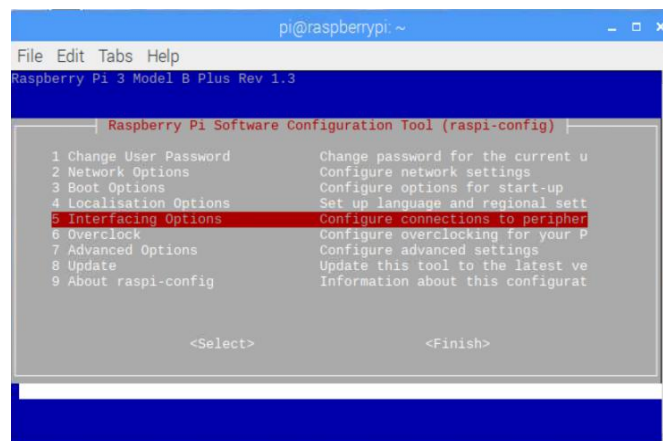 pi@raspberrypi: ~
File Edit Tabs Help
Raspberry Pi 3 Model B Plus Rev 1.3
Raspberry Pi Software Configuration Tool (raspi-config)
1 Change User Password Change password for the current u
2 Network Options Configure network settings
3 Boot Options Configure options for start-up
4 Localisation Options Set up language and regional sett
5 Interfacing Options Configure connections to peripher
6 Overclock Configure overclocking for your P
7 Advanced Options Configure advanced settings
8 Update Update this tool to the latest ve
9 About raspi-config Information about this configurat
<Select> <Finish>